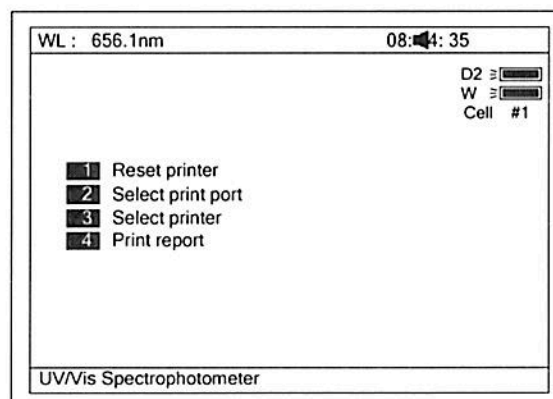 WL : 656.1nm 08: 4: 35
D2
W
Cell #1
1 Reset printer
2 Select print port
3 Select printer
4 Print report
UV/Vis Spectrophotometer